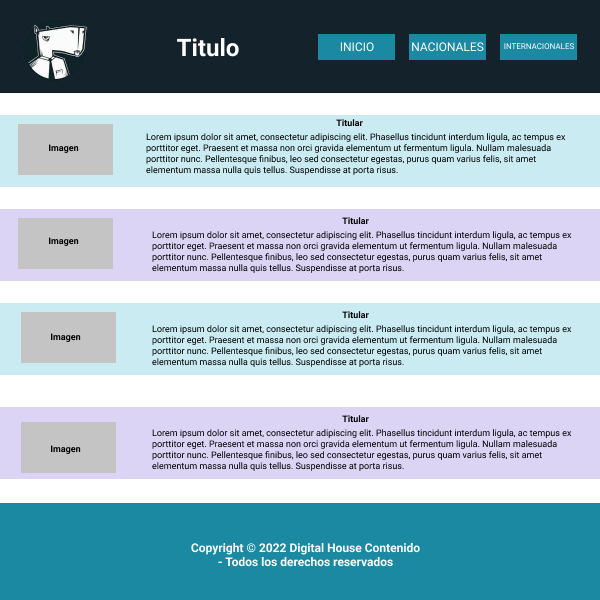 Titulo
INICIO
NACIONALES
INTERNACIONALES
Imagen
Titular
Lorem ipsum dolor sit amet, consectetur adipiscing elit. Phasellus tincidunt interdum ligula, ac tempus ex
porttitor eget. Praesent et massa non orci gravida elementum ut fermentum ligula. Nullam malesuada
porttitor nunc. Pellentesque finibus, leo sed consectetur egestas, purus quam varius felis, sit amet
elementum massa nulla quis tellus. Suspendisse at porta risus.
Imagen
Titular
Lorem ipsum dolor sit amet, consectetur adipiscing elit. Phasellus tincidunt interdum ligula, ac tempus ex
porttitor eget. Praesent et massa non orci gravida elementum ut fermentum ligula. Nullam malesuada
porttitor nunc. Pellentesque finibus, leo sed consectetur egestas, purus quam varius felis, sit amet
elementum massa nulla quis tellus. Suspendisse at porta risus.
Imagen
Titular
Lorem ipsum dolor sit amet, consectetur adipiscing elit. Phasellus tincidunt interdum ligula, ac tempus ex
porttitor eget. Praesent et massa non orci gravida elementum ut fermentum ligula. Nullam malesuada
porttitor nunc. Pellentesque finibus, leo sed consectetur egestas, purus quam varius felis, sit amet
elementum massa nulla quis tellus. Suspendisse at porta risus.
Imagen
Titular
Lorem ipsum dolor sit amet, consectetur adipiscing elit. Phasellus tincidunt interdum ligula, ac tempus ex
porttitor eget. Praesent et massa non orci gravida elementum ut fermentum ligula. Nullam malesuada
porttitor nunc. Pellentesque finibus, leo sed consectetur egestas, purus quam varius felis, sit amet
elementum massa nulla quis tellus. Suspendisse at porta risus.
Copyright © 2022 Digital House Contenido
- Todos los derechos reservados